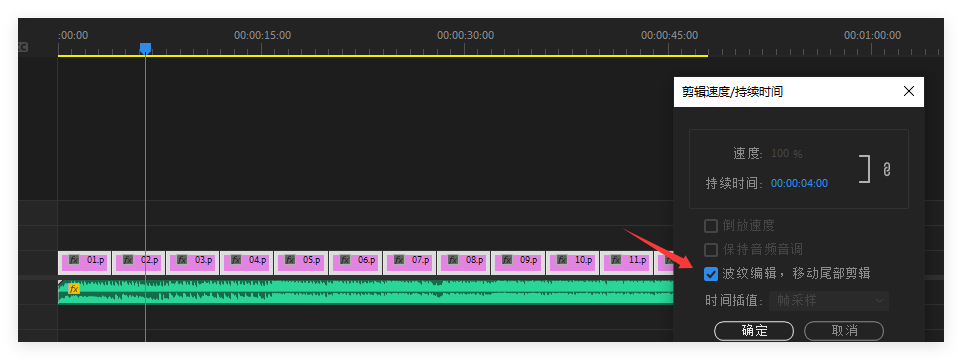 :00:00
00:00:15:00
00:00:30:00
00:00:45:00
00:01:00:00
剪辑速度/持续时间
速度: 100 %
持续时间: 00:00:04:00
倒放速度
保持音频音调
波纹编辑，移动尾部剪辑
时间插值: 帧采样
确定
取消
fx 01.p
fx 02.p
fx 03.p
fx 04.p
fx 05.p
fx 06.p
fx 07.p
fx 08.p
fx 09.p
fx 10.p
fx 11.p
fx